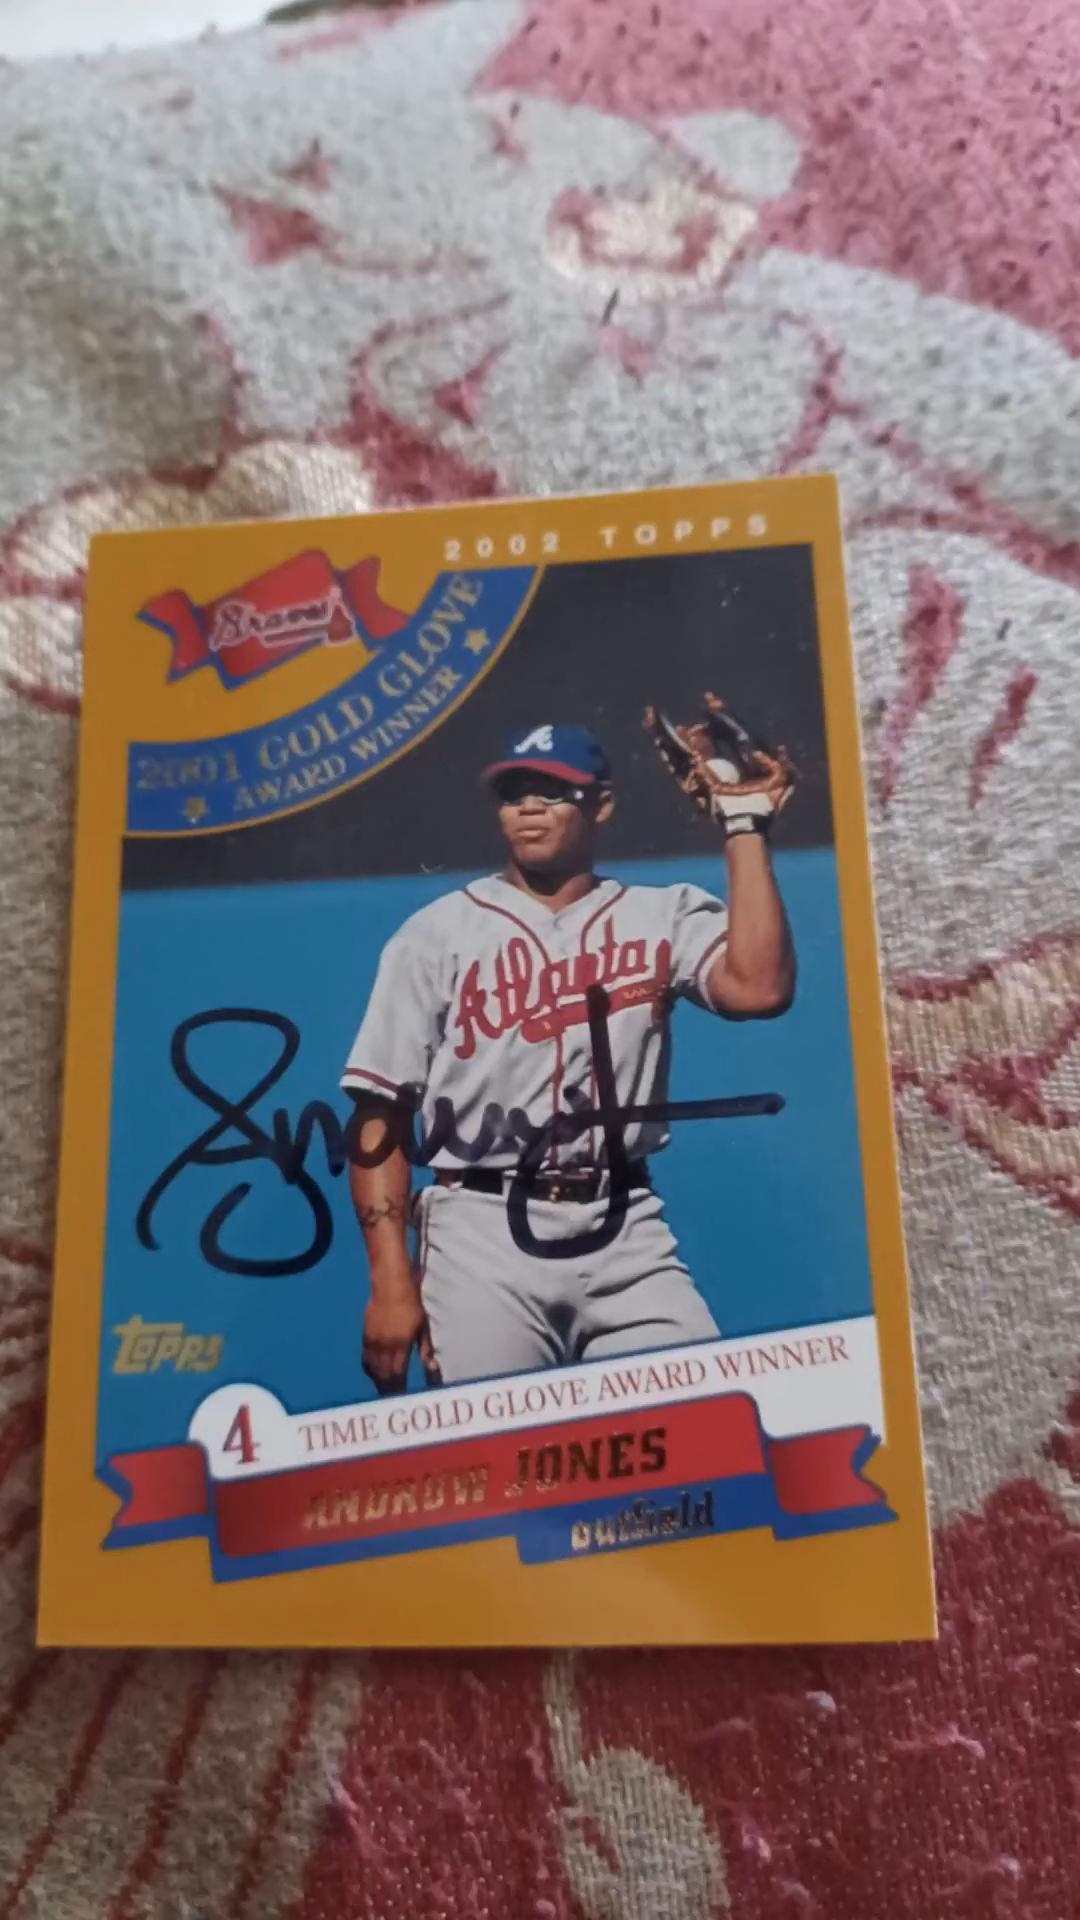 2002 TOPPS
Braves
2001 GOLD GLOVE
AWARD WINNER
A
Atlanta
Topps
4 TIME GOLD GLOVE AWARD WINNER
ANDRUW JONES
outfield